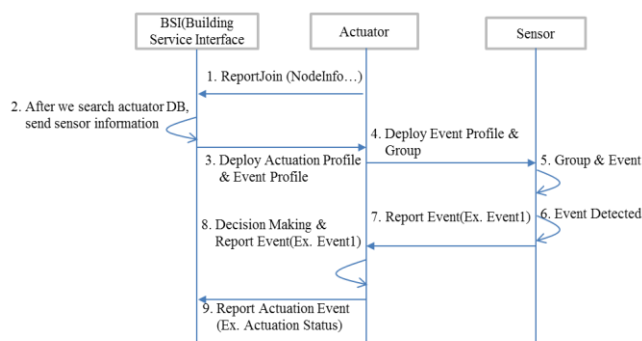 BSI(Building
Service Interface
Actuator
Sensor
1. ReportJoin (NodeInfo…)
2. After we search actuator DB,
send sensor information
3. Deploy Actuation Profile
& Event Profile
4. Deploy Event Profile &
Group
5. Group & Event
6. Event Detected
7. Report Event(Ex. Event1)
8. Decision Making &
Report Event(Ex. Event1)
9. Report Actuation Event
(Ex. Actuation Status)